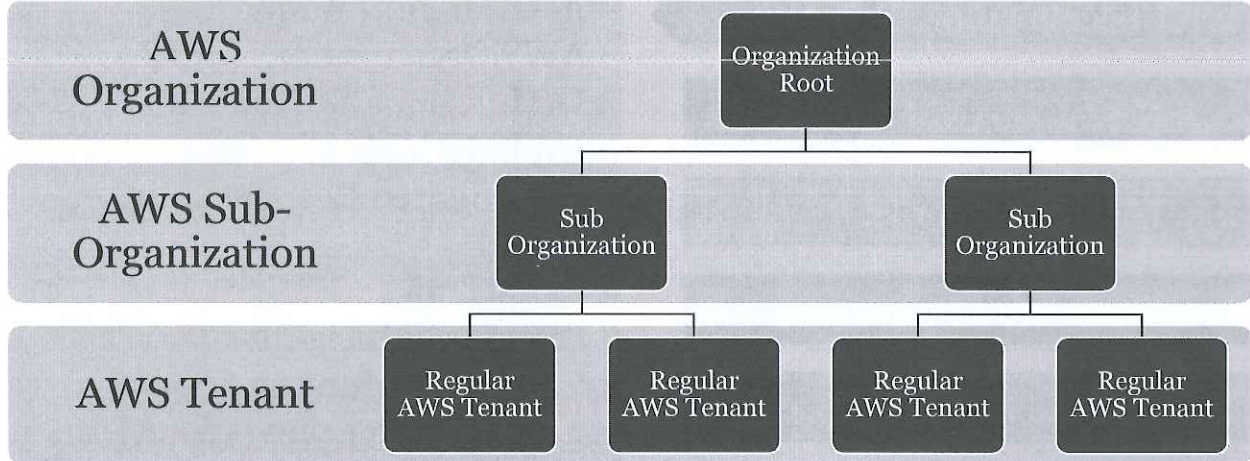 AWS
Organization
Organization
Root
AWS Sub-
Organization
Sub
Organization
Sub
Organization
AWS Tenant
Regular
AWS Tenant
Regular
AWS Tenant
Regular
AWS Tenant
Regular
AWS Tenant